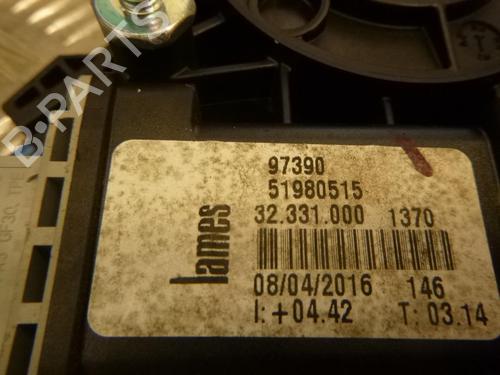 97390
51980515
32.331.000 1370
lames
08/04/2016 146
I:+04.42 T: 03.14
B-PARTS